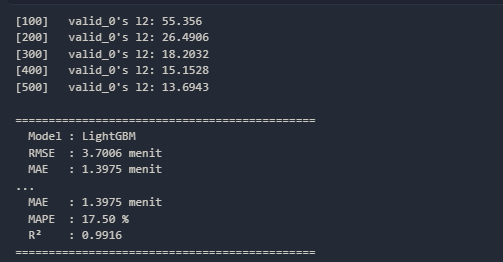 [100]	valid_0's l2: 55.356
[200]	valid_0's l2: 26.4906
[300]	valid_0's l2: 18.2032
[400]	valid_0's l2: 15.1528
[500]	valid_0's l2: 13.6943
=============================================
  Model : LightGBM
  RMSE  : 3.7006 menit
  MAE   : 1.3975 menit
...
  MAE   : 1.3975 menit
  MAPE  : 17.50 %
  R²    : 0.9916
=============================================